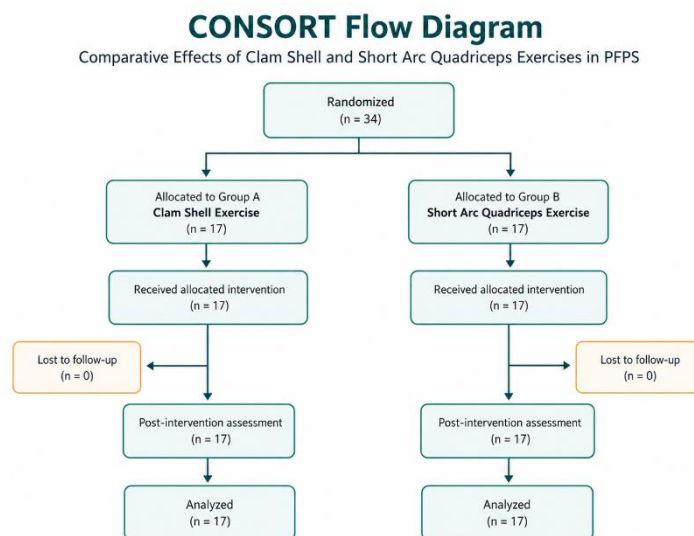 CONSORT Flow Diagram
Comparative Effects of Clam Shell and Short Arc Quadriceps Exercises in PFPS
Randomized
(n = 34)
Allocated to Group A
Clam Shell Exercise
(n = 17)
Allocated to Group B
Short Arc Quadriceps Exercise
(n = 17)
Received allocated intervention
(n = 17)
Received allocated intervention
(n = 17)
Lost to follow-up
(n = 0)
Lost to follow-up
(n = 0)
Post-intervention assessment
(n = 17)
Post-intervention assessment
(n = 17)
Analyzed
(n = 17)
Analyzed
(n = 17)